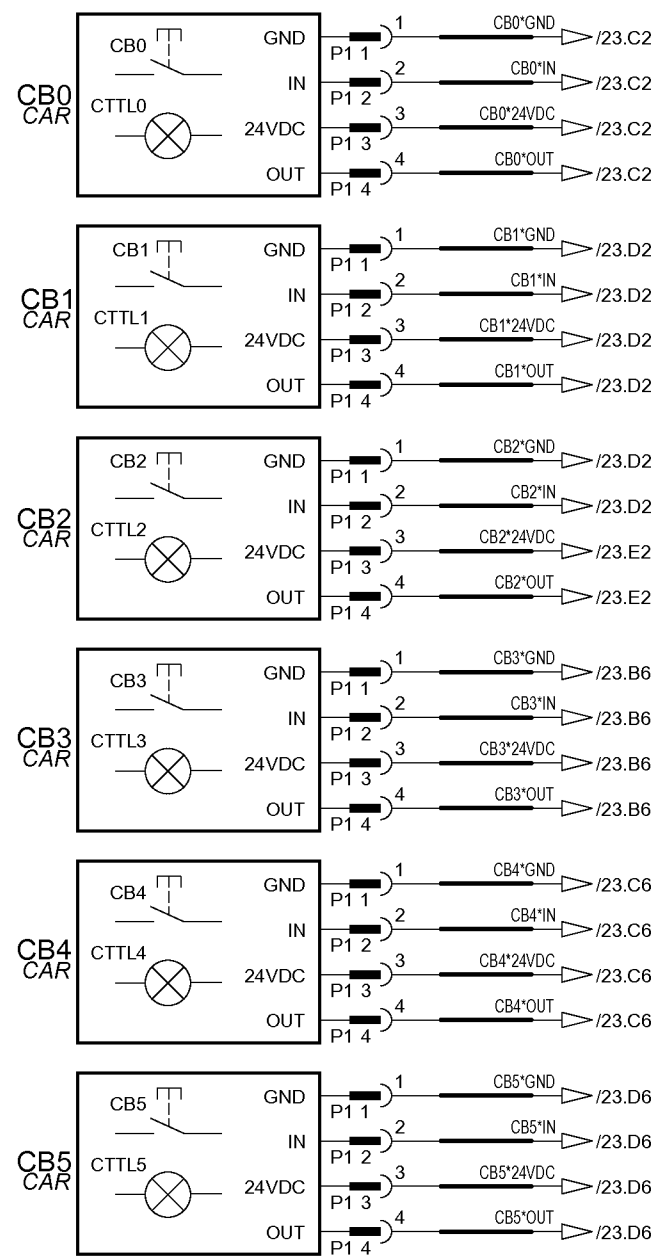 CB0
CAR
CB0
CTTL0
GND P1 1 1 CB0*GND /23.C2
IN P1 2 2 CB0*IN /23.C2
24VDC P1 3 3 CB0*24VDC /23.C2
OUT P1 4 4 CB0*OUT /23.C2
CB1
CAR
CB1
CTTL1
GND P1 1 1 CB1*GND /23.D2
IN P1 2 2 CB1*IN /23.D2
24VDC P1 3 3 CB1*24VDC /23.D2
OUT P1 4 4 CB1*OUT /23.D2
CB2
CAR
CB2
CTTL2
GND P1 1 1 CB2*GND /23.D2
IN P1 2 2 CB2*IN /23.D2
24VDC P1 3 3 CB2*24VDC /23.E2
OUT P1 4 4 CB2*OUT /23.E2
CB3
CAR
CB3
CTTL3
GND P1 1 1 CB3*GND /23.B6
IN P1 2 2 CB3*IN /23.B6
24VDC P1 3 3 CB3*24VDC /23.B6
OUT P1 4 4 CB3*OUT /23.B6
CB4
CAR
CB4
CTTL4
GND P1 1 1 CB4*GND /23.C6
IN P1 2 2 CB4*IN /23.C6
24VDC P1 3 3 CB4*24VDC /23.C6
OUT P1 4 4 CB4*OUT /23.C6
CB5
CAR
CB5
CTTL5
GND P1 1 1 CB5*GND /23.D6
IN P1 2 2 CB5*IN /23.D6
24VDC P1 3 3 CB5*24VDC /23.D6
OUT P1 4 4 CB5*OUT /23.D6